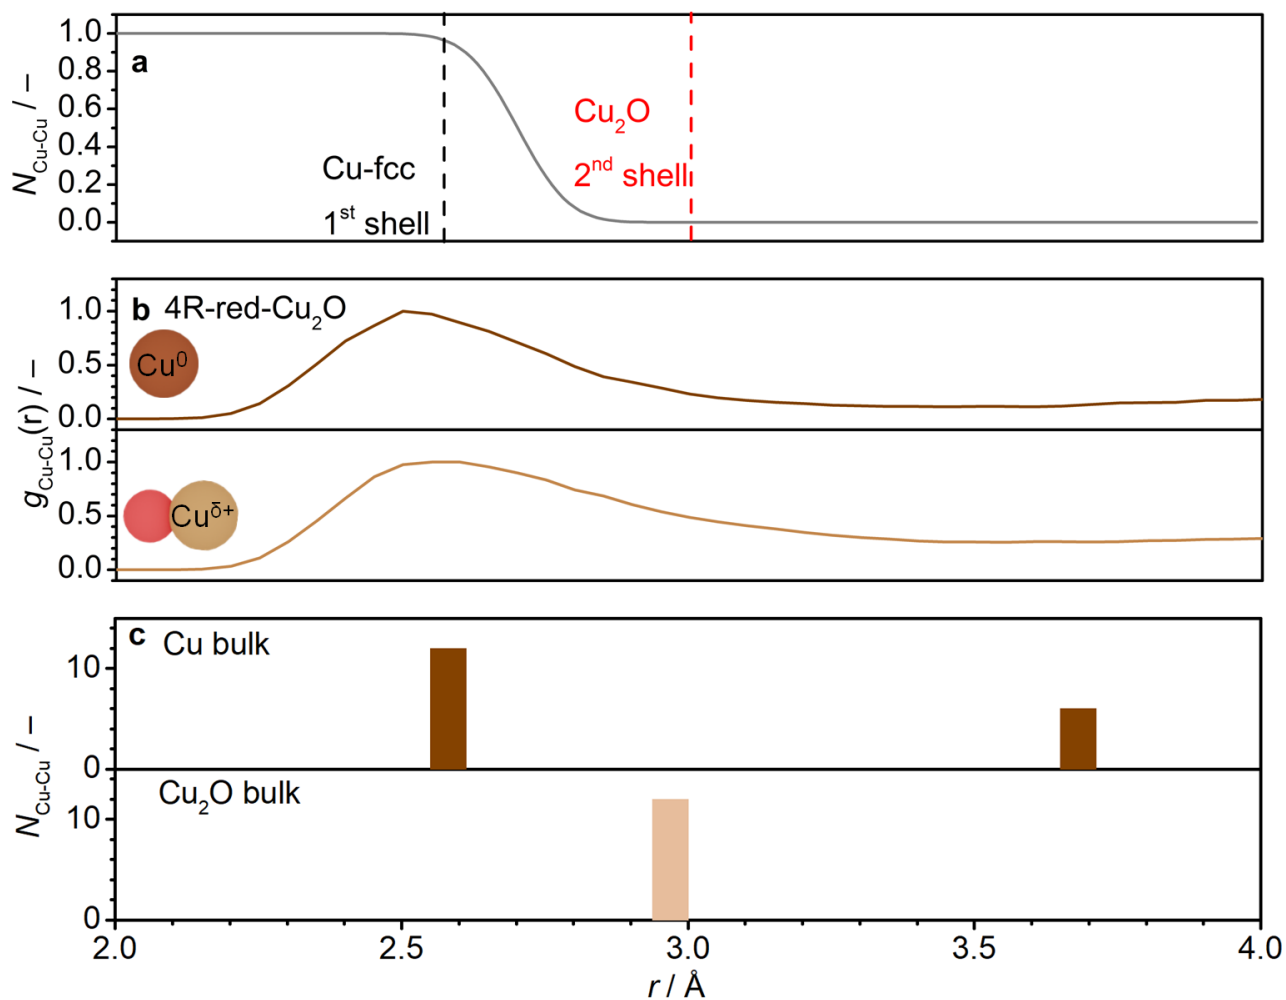 a
1.0
0.8
0.6
0.4
0.2
0.0
N_Cu-Cu / –
Cu-fcc
1st shell
Cu₂O
2nd shell
b 4R-red-Cu₂O
Cu⁰
1.0
0.5
0.0
g_Cu-Cu(r) / –
Cu^δ+
1.0
0.5
0.0
c Cu bulk
10
0
N_Cu-Cu / –
Cu₂O bulk
10
0
2.0 2.5 3.0 3.5 4.0
r / Å